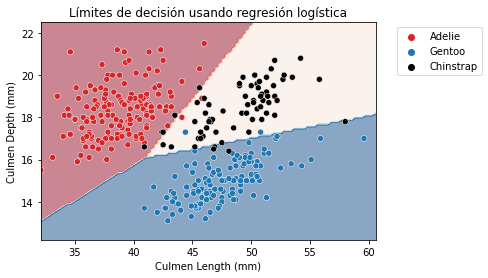 Límites de decisión usando regresión logística
Adelie
Gentoo
Chinstrap
Culmen Depth (mm)
22
20
18
16
14
35
40
45
50
55
60
Culmen Length (mm)